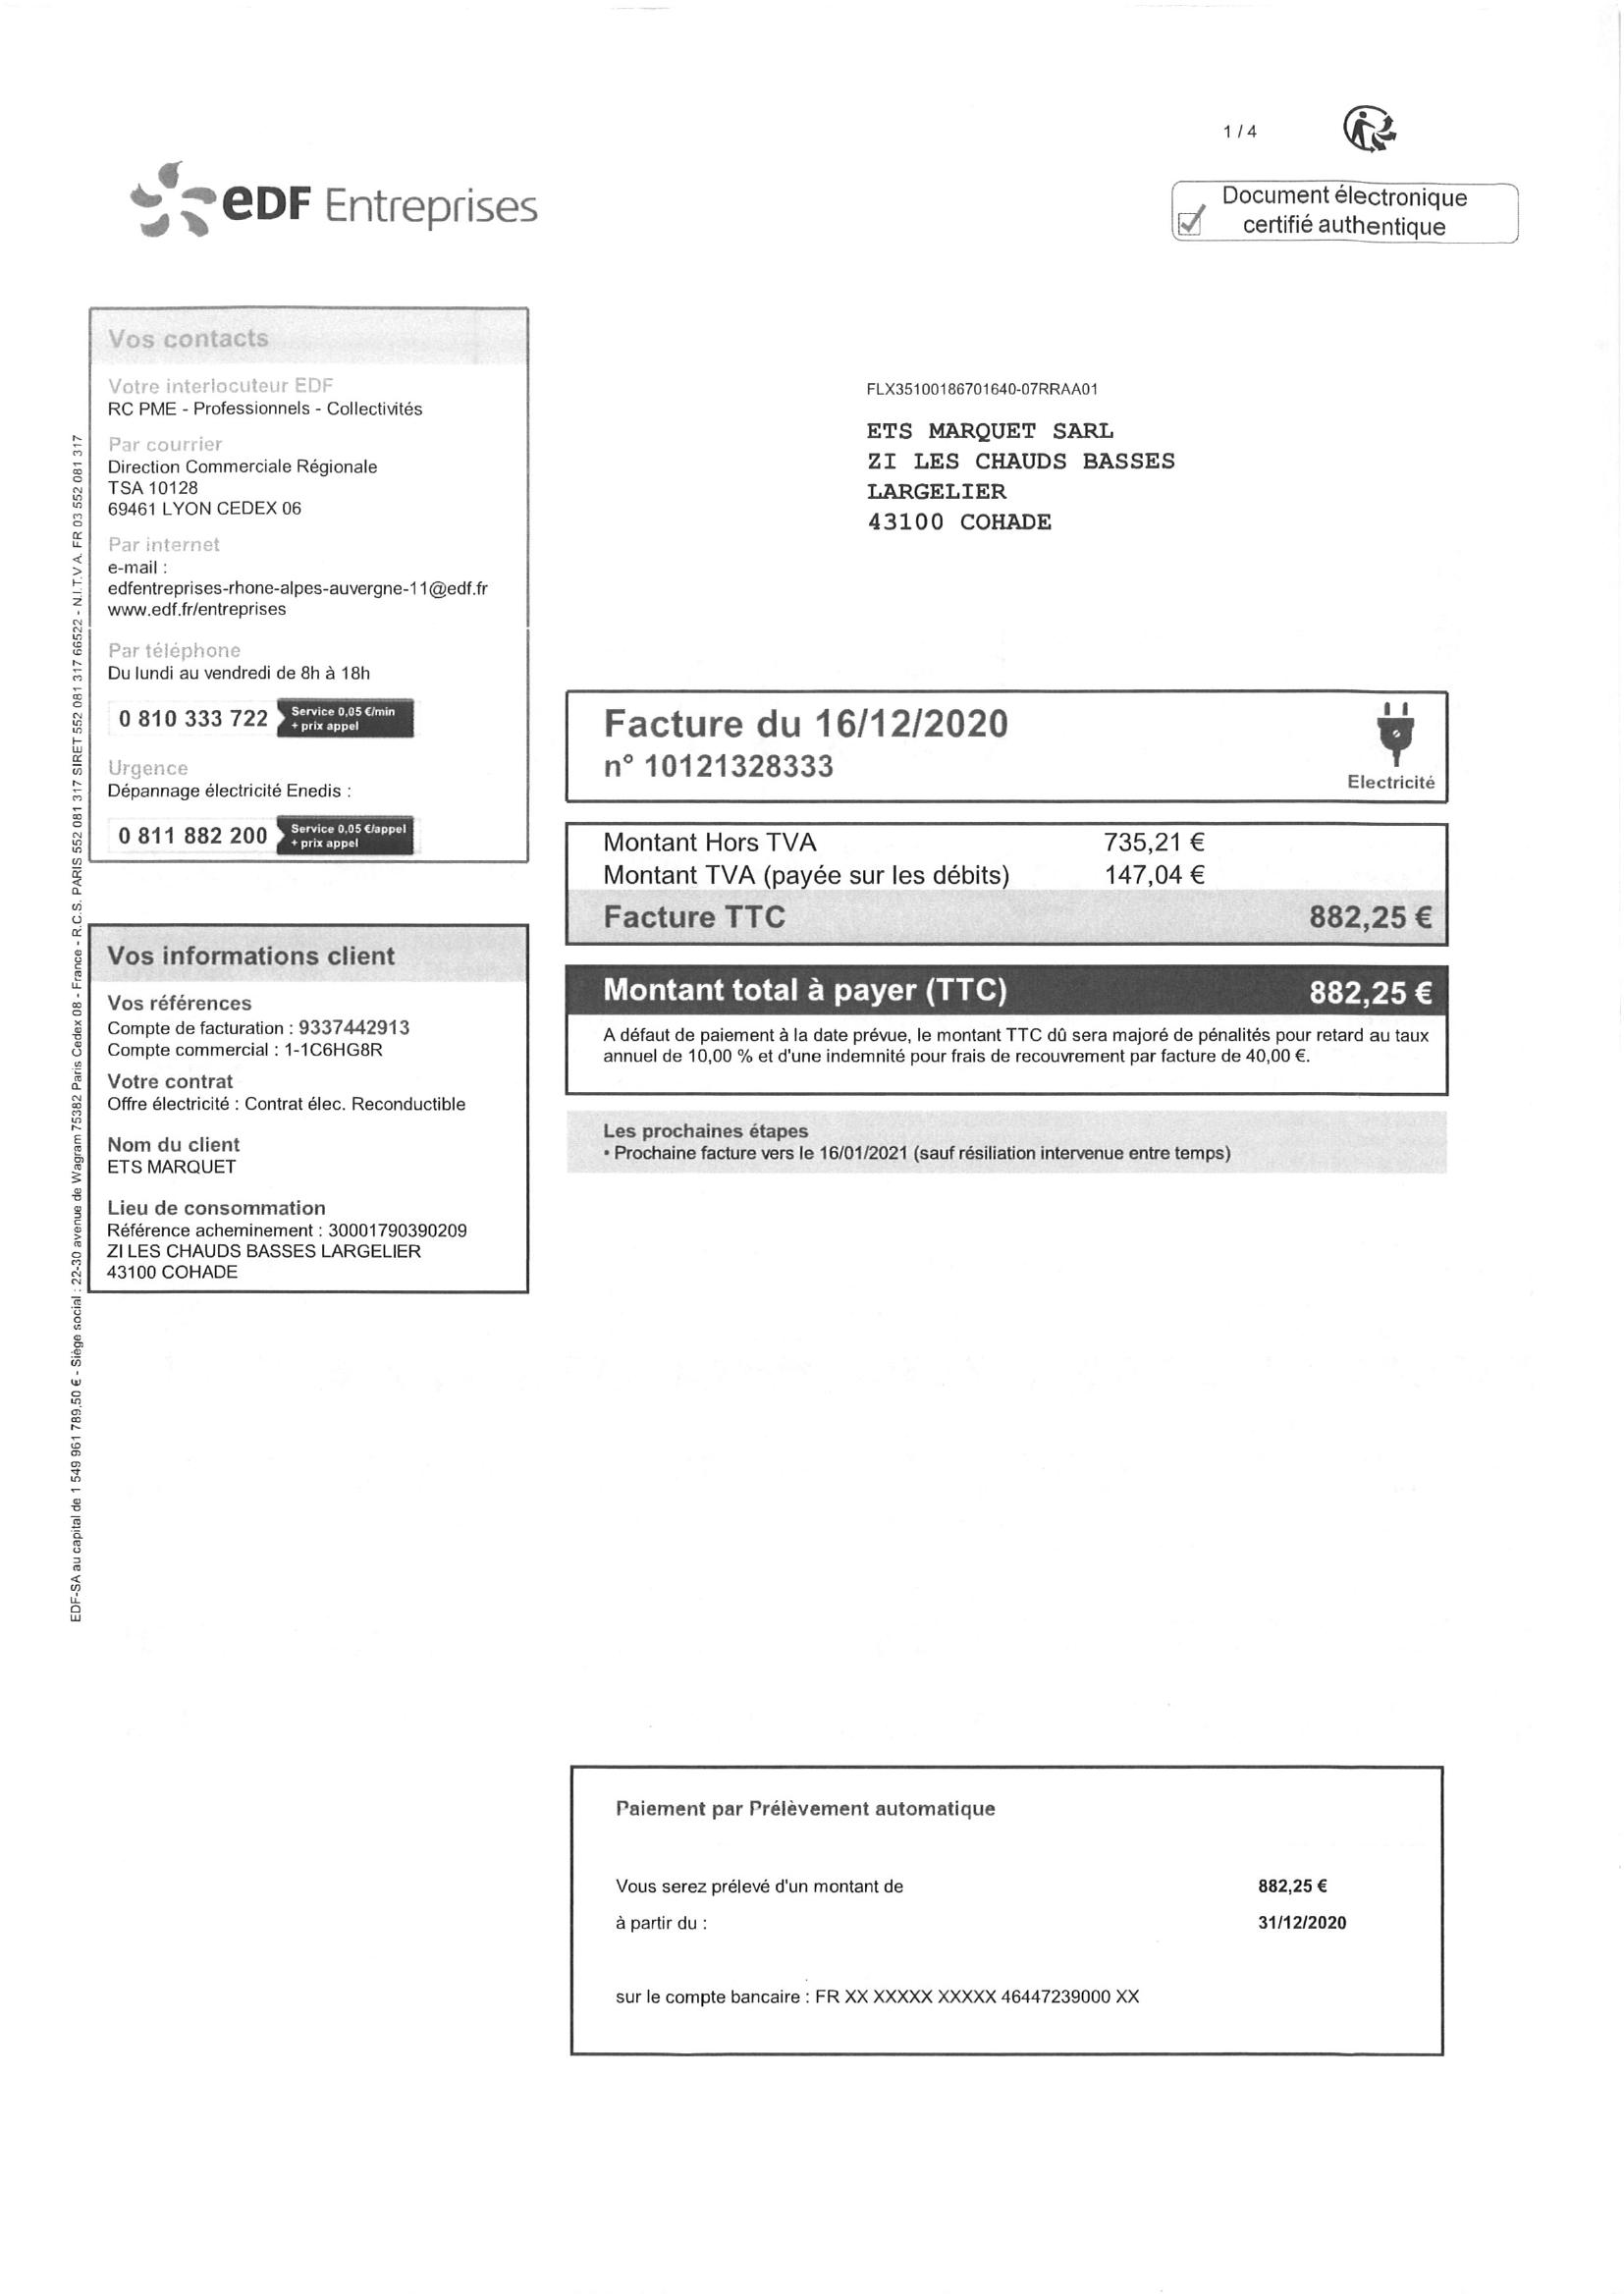 1 / 4
eDF Entreprises
Document électronique
certifié authentique
Vos contacts
Votre interlocuteur EDF
RC PME - Professionnels - Collectivités
Par courrier
Direction Commerciale Régionale
TSA 10128
69461 LYON CEDEX 06
Par internet
e-mail :
edfentreprises-rhone-alpes-auvergne-11@edf.fr
www.edf.fr/entreprises
Par téléphone
Du lundi au vendredi de 8h à 18h
0 810 333 722 Service 0,05 €/min
+ prix appel
Urgence
Dépannage électricité Enedis :
0 811 882 200 Service 0,05 €/appel
+ prix appel
Vos informations client
Vos références
Compte de facturation : 9337442913
Compte commercial : 1-1C6HG8R
Votre contrat
Offre électricité : Contrat élec. Reconductible
Nom du client
ETS MARQUET
Lieu de consommation
Référence acheminement : 30001790390209
ZI LES CHAUDS BASSES LARGELIER
43100 COHADE
FLX35100186701640-07RRAA01
ETS MARQUET SARL
ZI LES CHAUDS BASSES
LARGELIER
43100 COHADE
Facture du 16/12/2020
n° 10121328333
Electricité
Montant Hors TVA 735,21 €
Montant TVA (payée sur les débits) 147,04 €
Facture TTC 882,25 €
Montant total à payer (TTC) 882,25 €
A défaut de paiement à la date prévue, le montant TTC dû sera majoré de pénalités pour retard au taux
annuel de 10,00 % et d'une indemnité pour frais de recouvrement par facture de 40,00 €.
Les prochaines étapes
• Prochaine facture vers le 16/01/2021 (sauf résiliation intervenue entre temps)
Paiement par Prélèvement automatique
Vous serez prélevé d'un montant de 882,25 €
à partir du : 31/12/2020
sur le compte bancaire : FR XX XXXXX XXXXX 46447239000 XX
EDF-SA au capital de 1 549 961 789.50 € - Siège social : 22-30 avenue de Wagram 75382 Paris Cedex 08 - France - R.C.S. PARIS 552 081 317 SIRET 552 081 317 66522 - N.I.T.V.A. FR 03 552 081 317